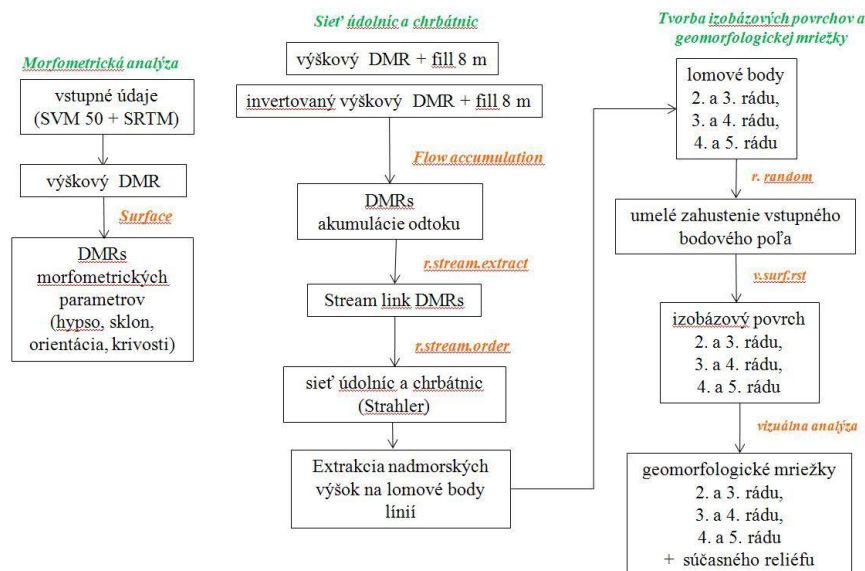 Morfometrická analýza
vstupné údaje
(SVM 50 + SRTM)
výškový DMR
Surface
DMRs
morfometrických
parametrov
(hypso, sklon,
orientácia, krivosti)
Sieť údolníc a chrbátnic
výškový DMR + fill 8 m
invertovaný výškový DMR + fill 8 m
Flow accumulation
DMRs
akumulácie odtoku
r.stream.extract
Stream link DMRs
r.stream.order
sieť údolníc a chrbátnic
(Strahler)
Extrakcia nadmorských
výšok na lomové body
línií
Tvorba izobázových povrchov a
geomorfologickej mriežky
lomové body
2. a 3. rádu,
3. a 4. rádu,
4. a 5. rádu
r. random
umelé zahustenie vstupného
bodového poľa
v.surf.rst
izobázový povrch
2. a 3. rádu,
3. a 4. rádu,
4. a 5. rádu
vizuálna analýza
geomorfologické mriežky
2. a 3. rádu,
3. a 4. rádu,
4. a 5. rádu
+ súčasného reliéfu